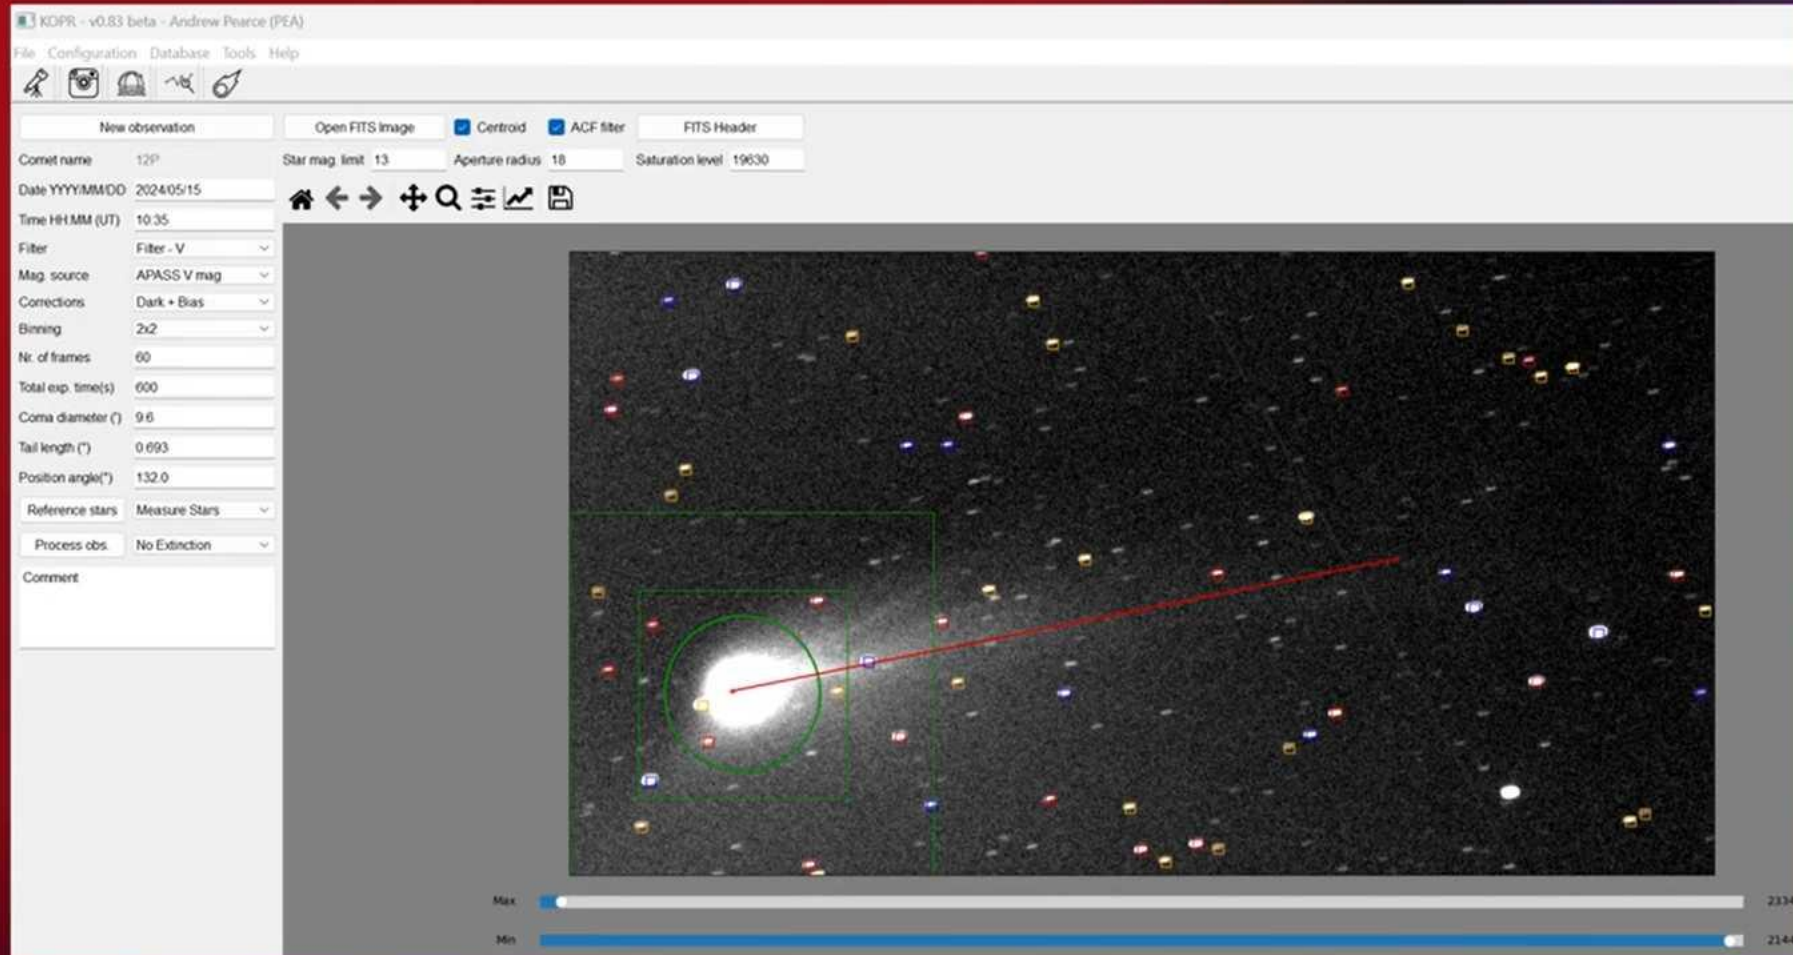 KOPR - v0.83 beta - Andrew Pearce (PEA)
File Configuration Database Tools Help
New observation Open FITS Image Centroid ACF filter FITS Header
Comet name 12P Star mag. limit 13 Aperture radius 18 Saturation level 19630
Date YYYY/MM/DD 2024/05/15
Time HH:MM (UT) 10:35
Filter Filter - V
Mag. source APASS V mag
Corrections Dark + Bias
Binning 2x2
Nr. of frames 60
Total exp. time(s) 600
Coma diameter (') 9.6
Tail length (°) 0.693
Position angle(°) 132.0
Reference stars Measure Stars
Process obs. No Extinction
Comment
Max 2334
Min 2144